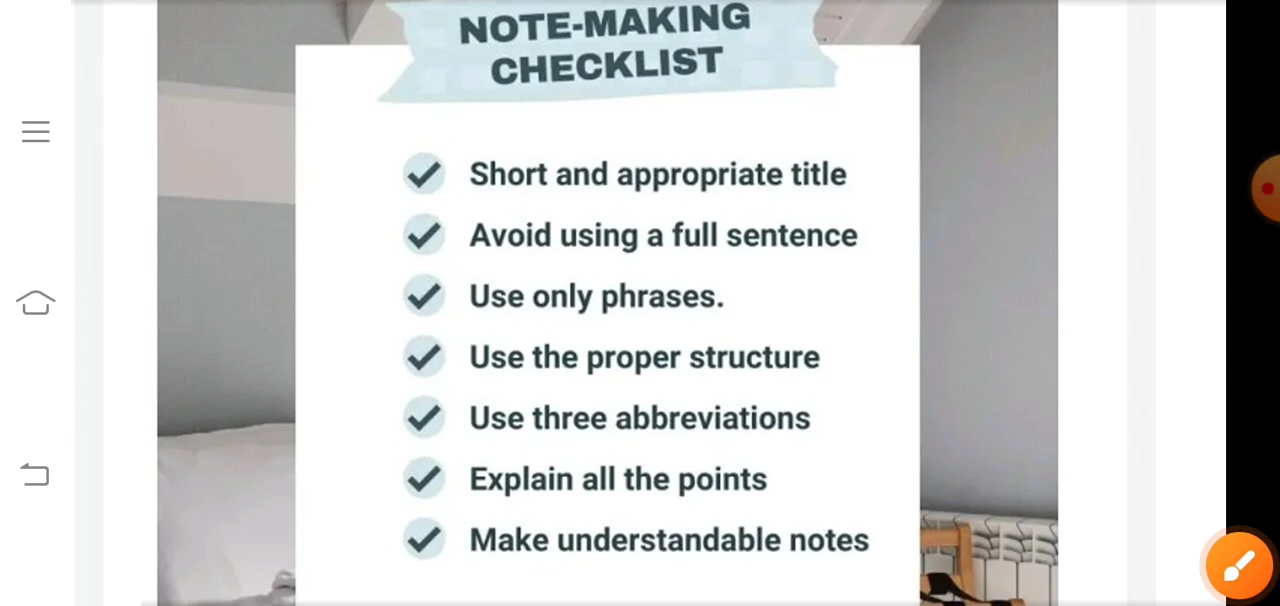 NOTE-MAKING
CHECKLIST
Short and appropriate title
Avoid using a full sentence
Use only phrases.
Use the proper structure
Use three abbreviations
Explain all the points
Make understandable notes